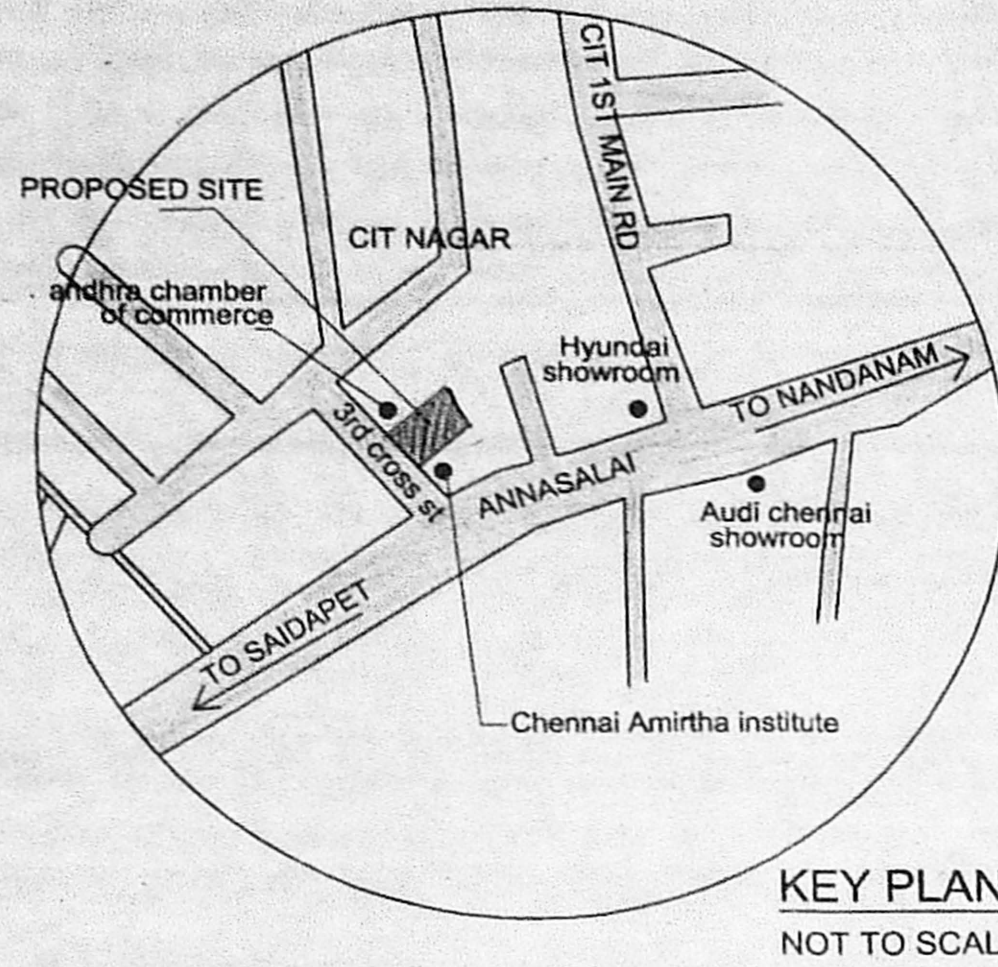 CIT 1ST MAIN RD
PROPOSED SITE
CIT NAGAR
andhra chamber
of commerce
Hyundai
showroom
TO NANDANAM
3rd cross st
ANNASALAI
Audi chennai
showroom
TO SAIDAPET
Chennai Amirtha institute
KEY PLAN
NOT TO SCAL